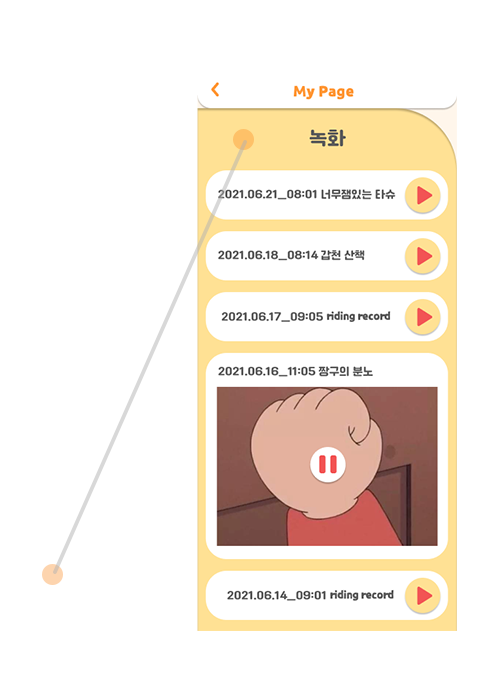 My Page
녹화
2021.06.21_08:01 너무잼있는 타슈
2021.06.18_08:14 갑천 산책
2021.06.17_09:05 riding record
2021.06.16_11:05 짱구의 분노
2021.06.14_09:01 riding record